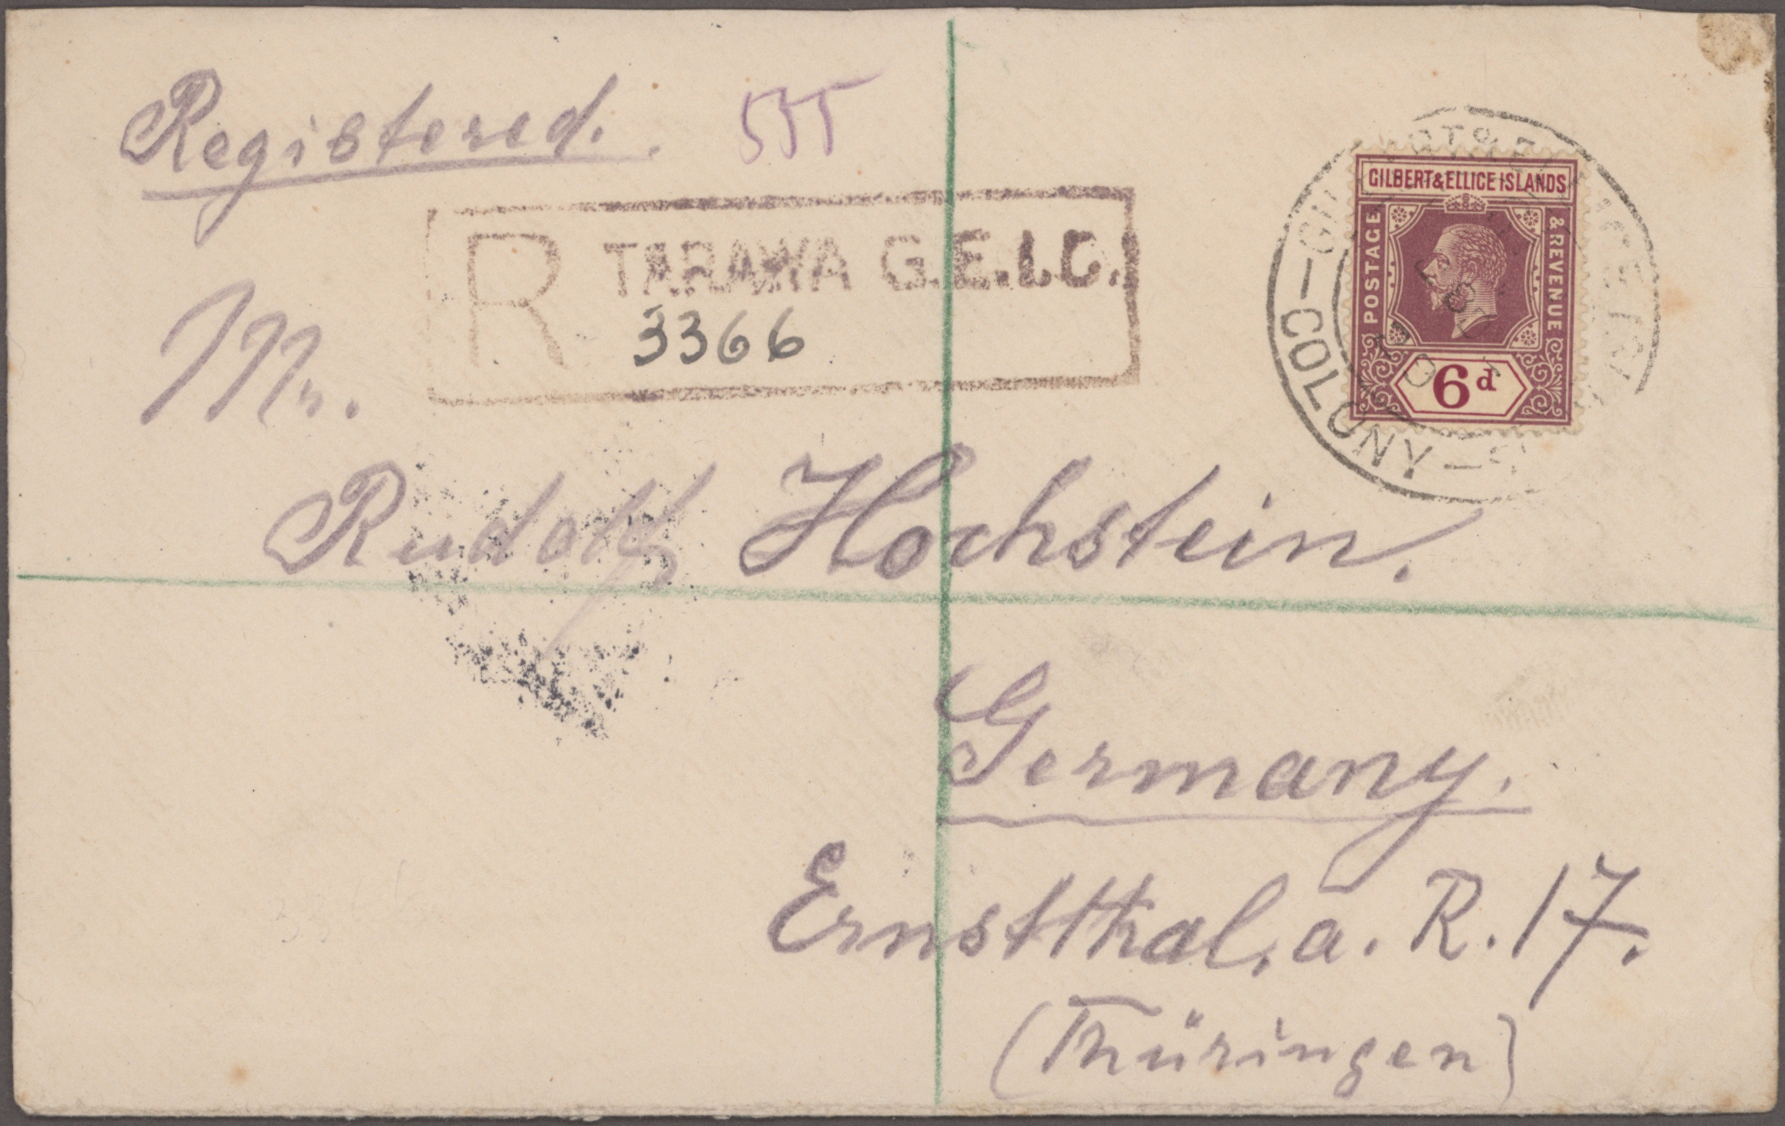 Registered. 555
R TARAWA G.E.I.C.
3366
GILBERT & ELLICE ISLANDS
POSTAGE
& REVENUE
6d
COLONY
Mr.
Rudolf Hochstein.
Germany.
Ernstthal. a. R. 17.
(Thüringen)